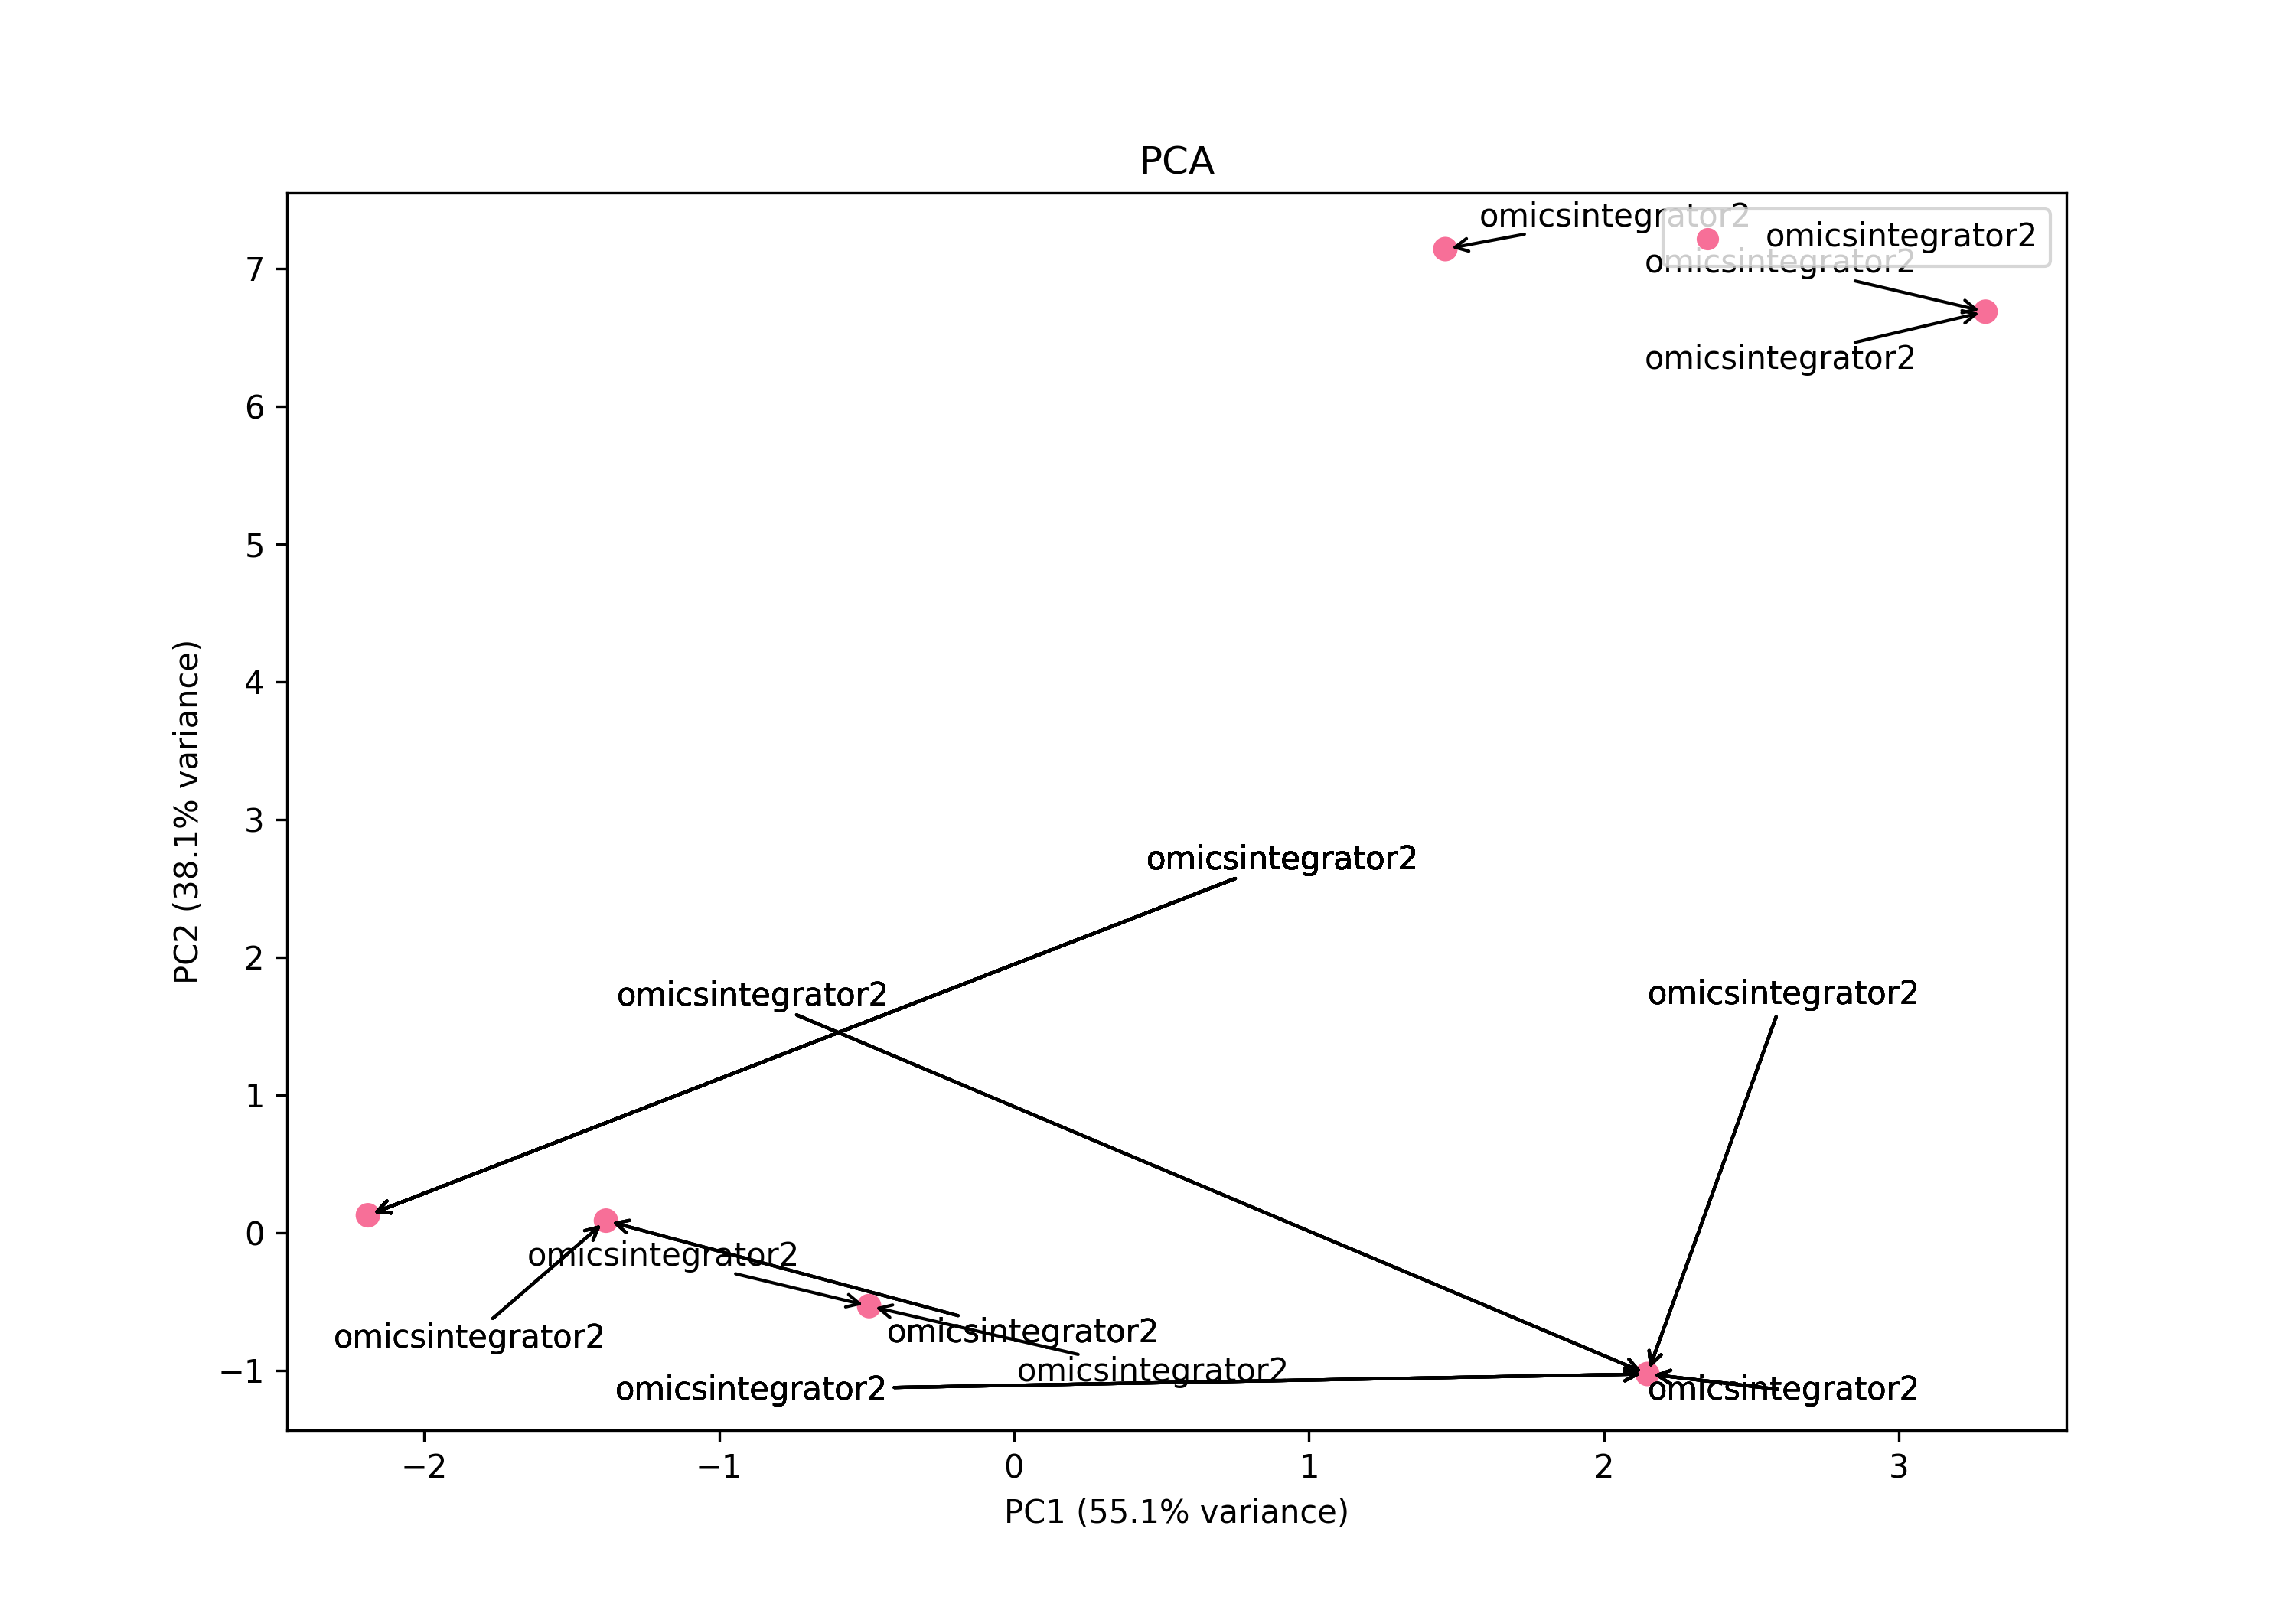 PCA
omicsintegrator2
omicsintegrator2
omicsintegrator2
omicsintegrator2
7
6
5
4
3
2
1
0
−1
PC2 (38.1% variance)
omicsintegrator2
omicsintegrator2
omicsintegrator2
omicsintegrator2
omicsintegrator2
omicsintegrator2
omicsintegrator2
omicsintegrator2
omicsintegrator2
−2
−1
0
1
2
3
PC1 (55.1% variance)